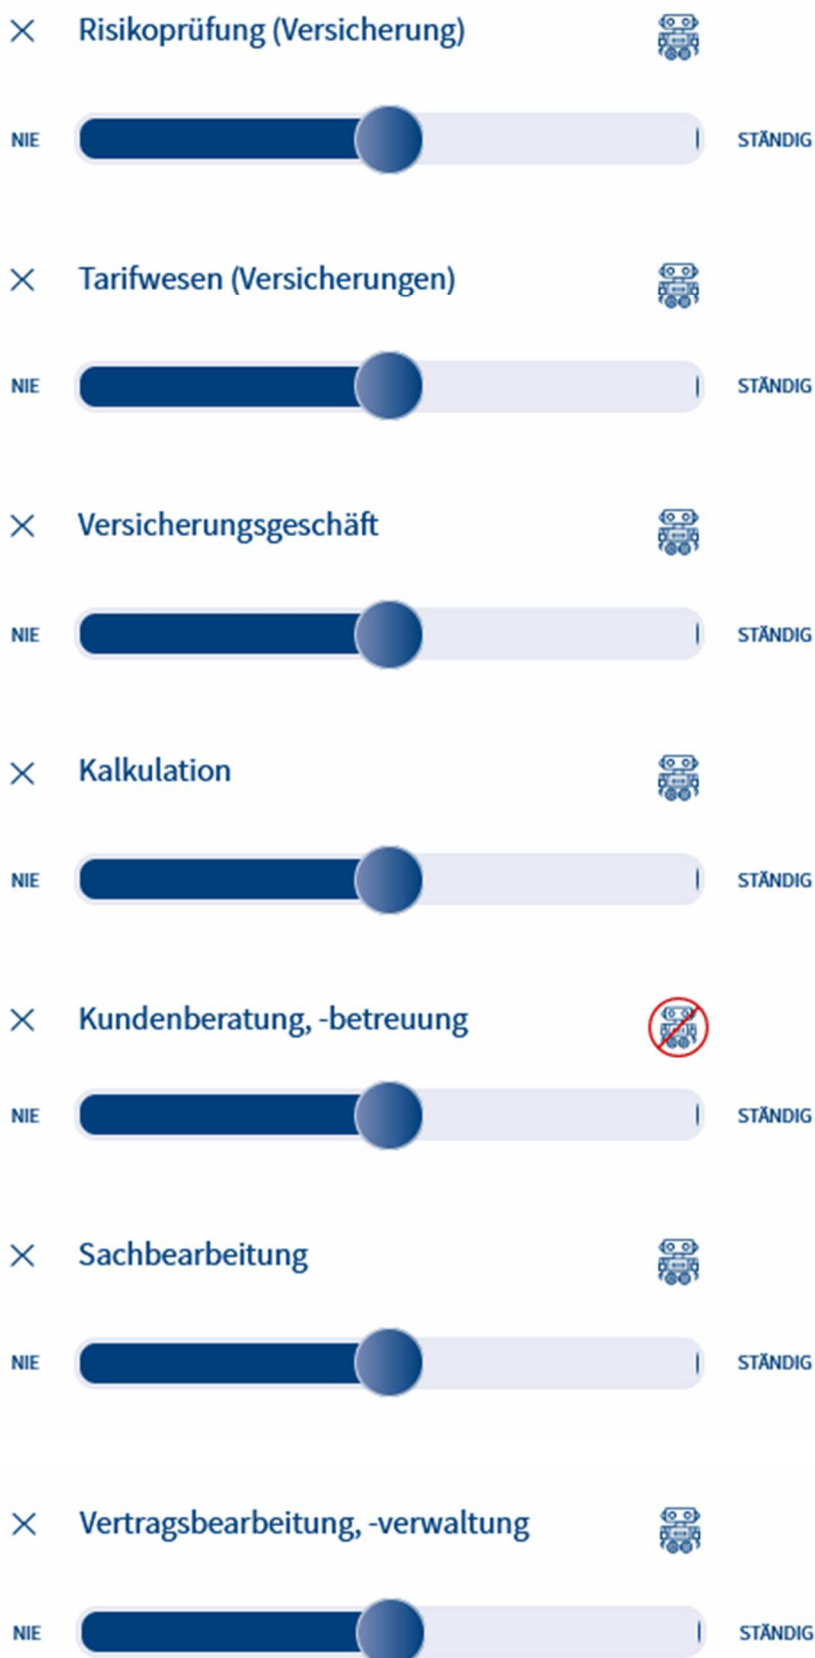 Risikoprüfung (Versicherung)
NIE STÄNDIG
Tarifwesen (Versicherungen)
NIE STÄNDIG
Versicherungsgeschäft
NIE STÄNDIG
Kalkulation
NIE STÄNDIG
Kundenberatung, -betreuung
NIE STÄNDIG
Sachbearbeitung
NIE STÄNDIG
Vertragsbearbeitung, -verwaltung
NIE STÄNDIG